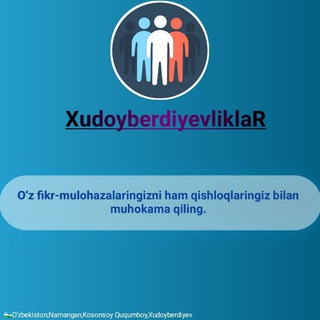 XudoyberdiyevliklaR
O'z fikr-mulohazalaringizni ham qishloqlaringiz bilan
muhokama qiling.
O'zbekiston,Namangan,Kosonsoy Ququmboy,Xudoyberdiyev